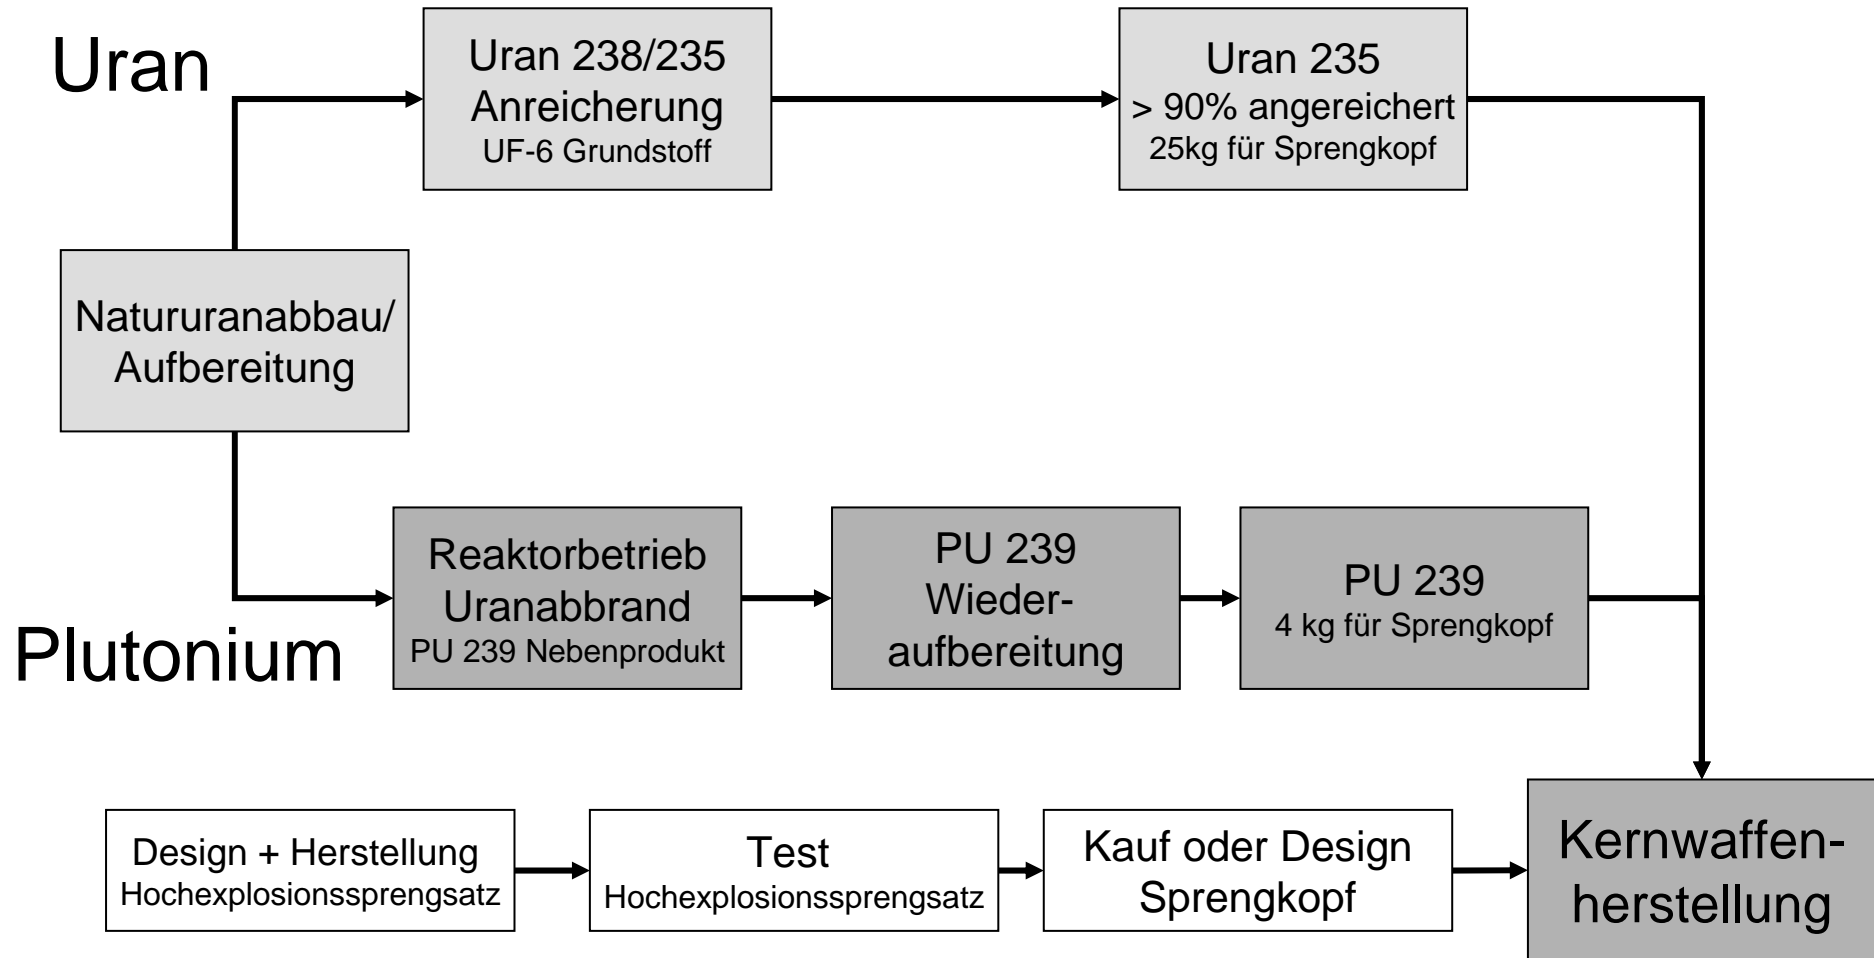 Uran
Uran 238/235
Anreicherung
UF-6 Grundstoff
Uran 235
> 90% angereichert
25kg für Sprengkopf
Natururanabbau/
Aufbereitung
Plutonium
Reaktorbetrieb
Uranabbrand
PU 239 Nebenprodukt
PU 239
Wieder-
aufbereitung
PU 239
4 kg für Sprengkopf
Design + Herstellung
Hochexplosionssprengsatz
Test
Hochexplosionssprengsatz
Kauf oder Design
Sprengkopf
Kernwaffen-
herstellung